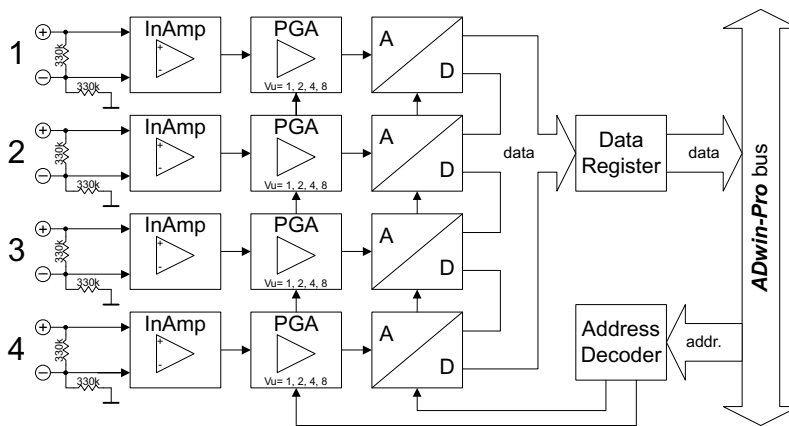 1
330k
330k
InAmp
+
-
PGA
Vu= 1, 2, 4, 8
A
D
2
330k
330k
InAmp
+
-
PGA
Vu= 1, 2, 4, 8
A
D
3
330k
330k
InAmp
+
-
PGA
Vu= 1, 2, 4, 8
A
D
4
330k
330k
InAmp
+
-
PGA
Vu= 1, 2, 4, 8
A
D
data
Data
Register
data
Address
Decoder
addr.
ADwin-Pro bus